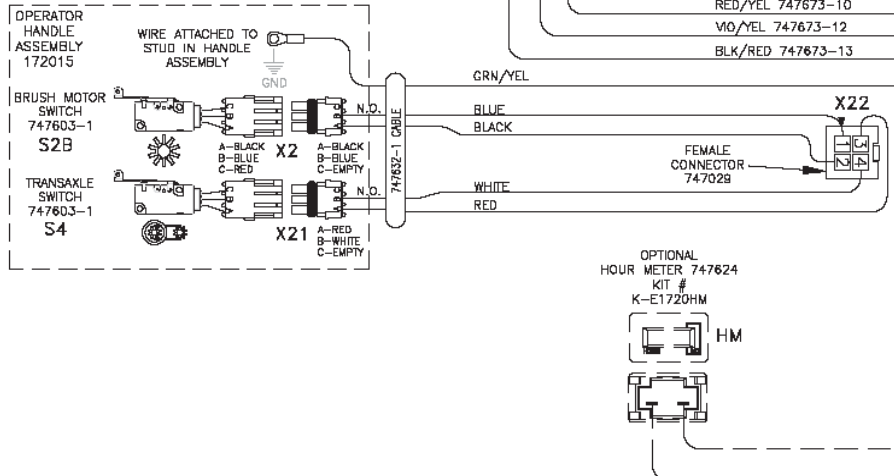 RED/YEL 747673-10
VIO/YEL 747673-12
BLK/RED 747673-13
OPERATOR
HANDLE
ASSEMBLY
172015
WIRE ATTACHED TO
STUD IN HANDLE
ASSEMBLY
GND
GRN/YEL
BRUSH MOTOR
SWITCH
747603-1
S2B
A-BLACK
B-BLUE
C-RED
X2
N.O.
A-BLACK
B-BLUE
C-EMPTY
747632-1 CABLE
BLUE
BLACK
X22
1
3
2
4
FEMALE
CONNECTOR
747029
TRANSAXLE
SWITCH
747603-1
S4
N.O.
X21
A-RED
B-WHITE
C-EMPTY
WHITE
RED
OPTIONAL
HOUR METER 747624
KIT #
K-E1720HM
HM